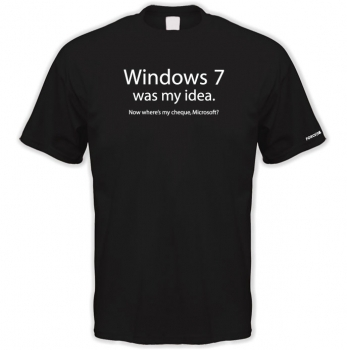 Windows 7
was my idea.
Now where's my cheque, Microsoft?